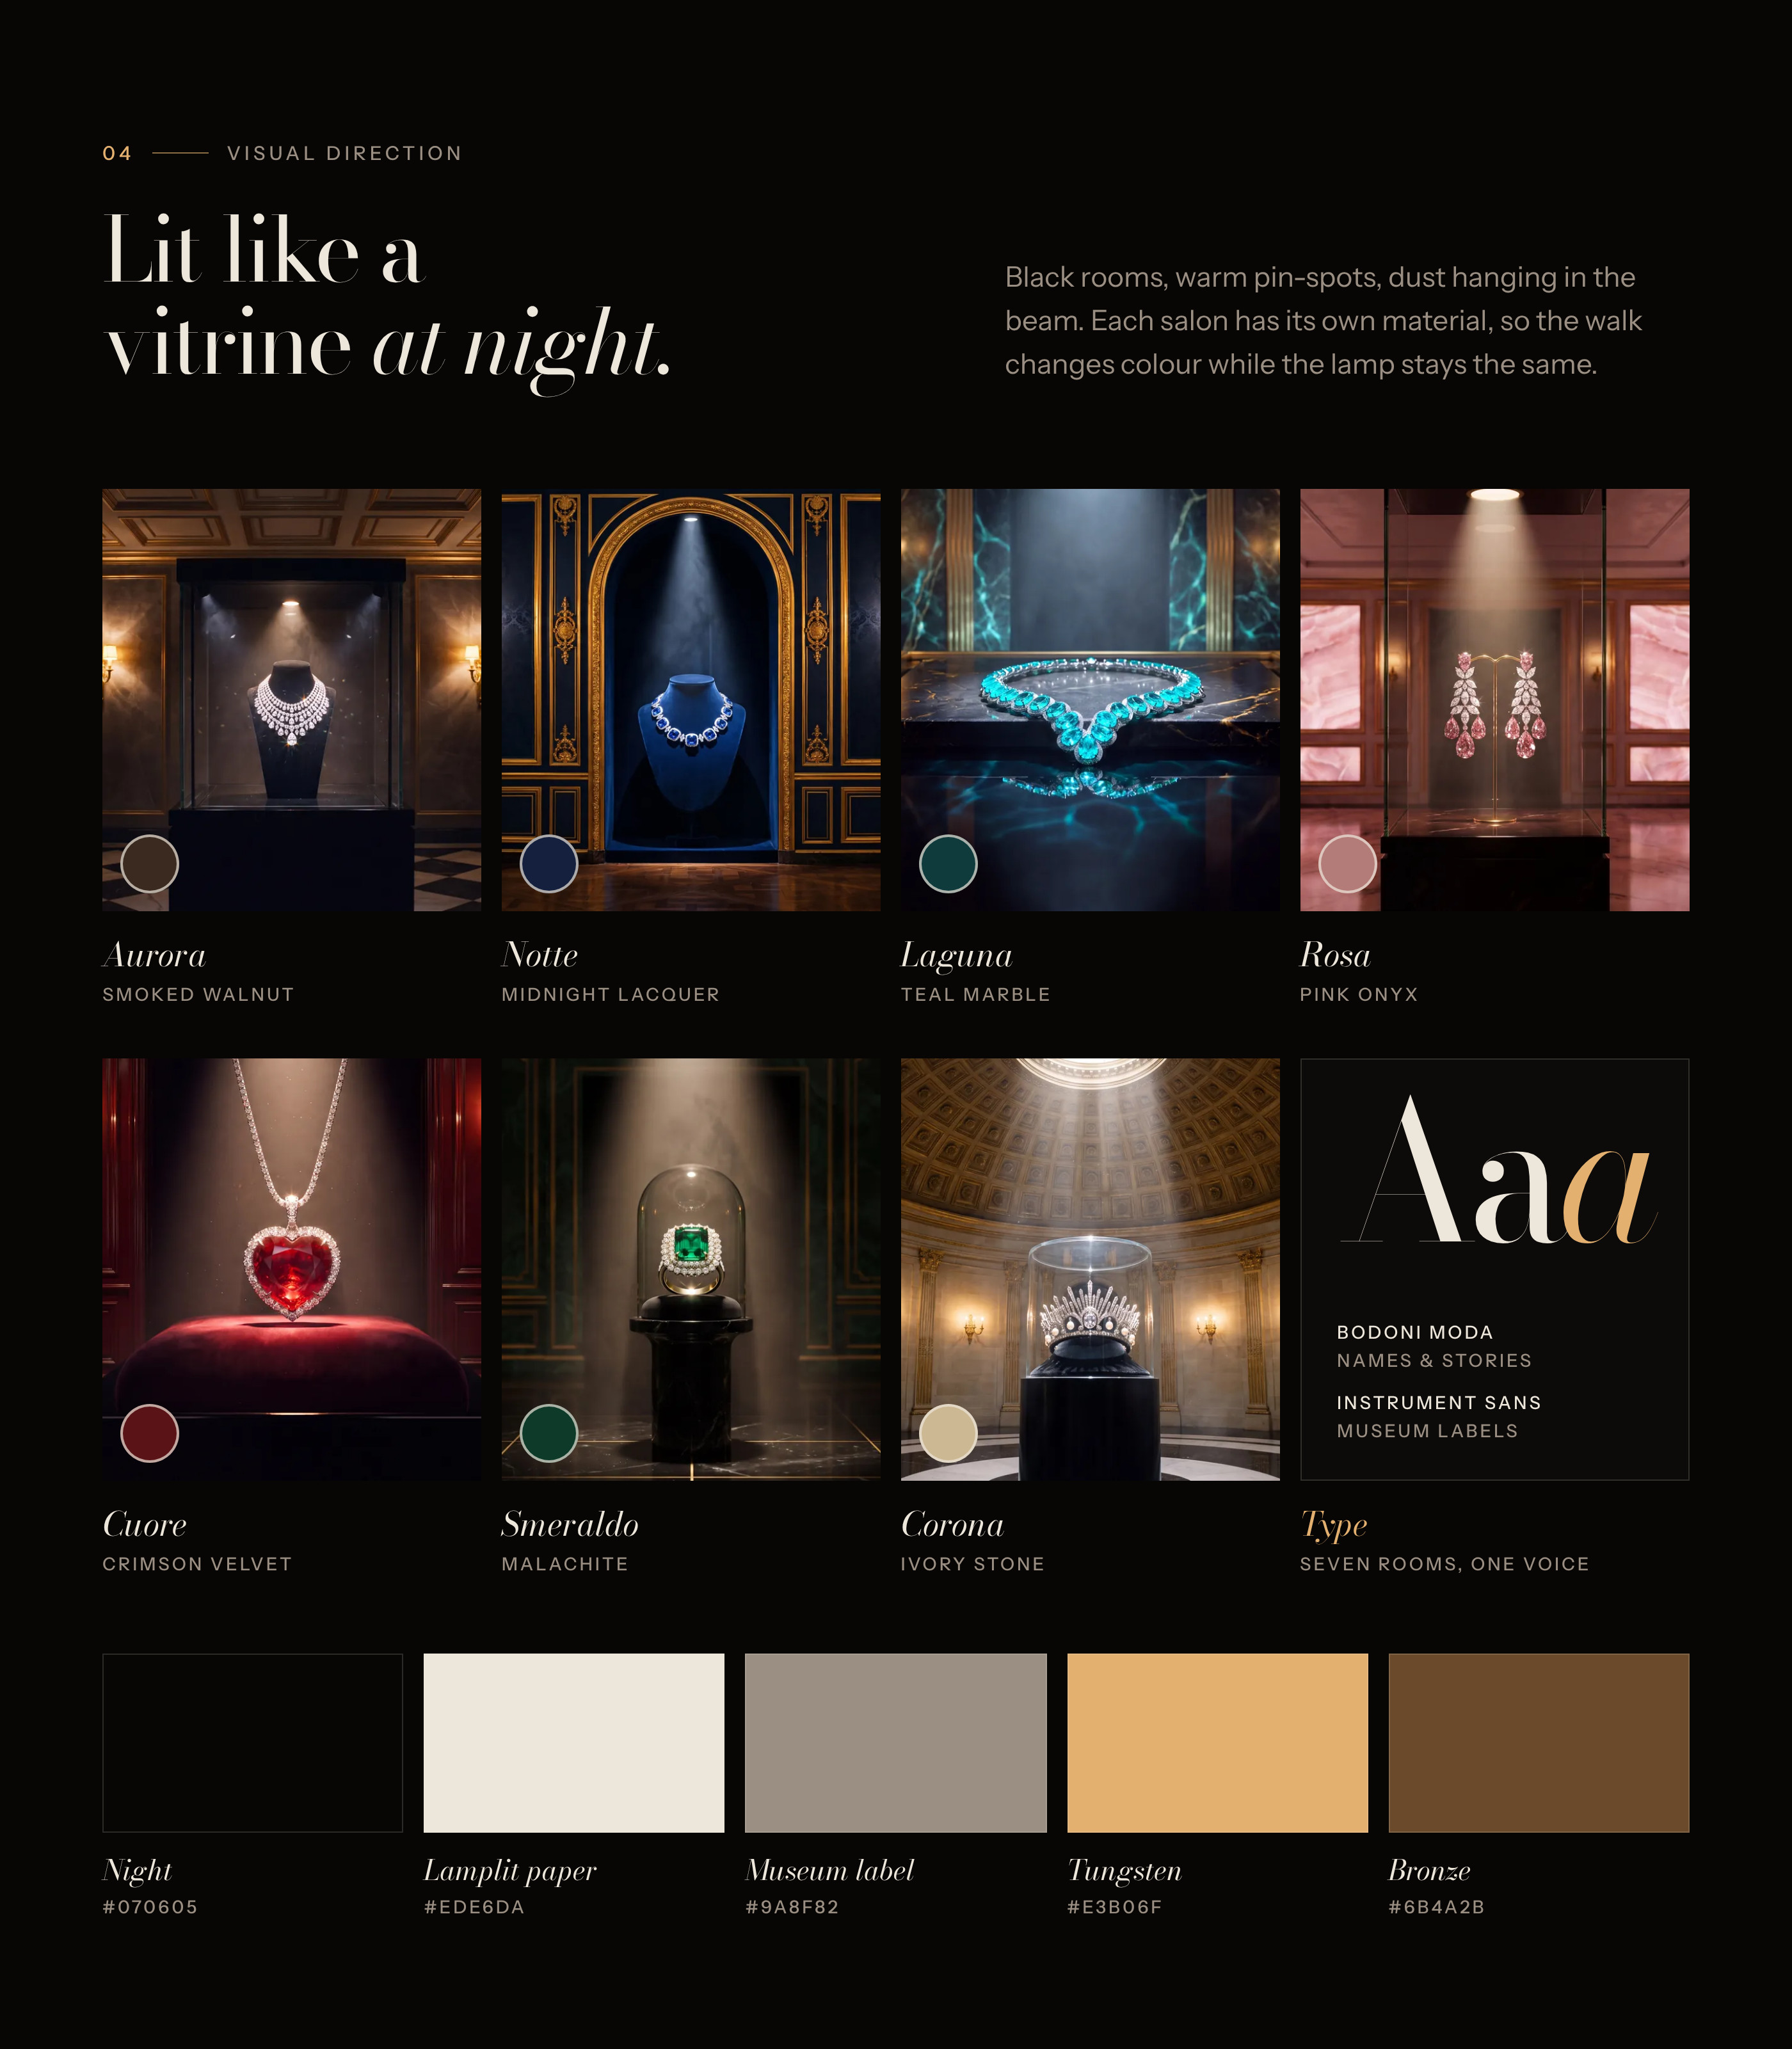 04 VISUAL DIRECTION
Lit like a
vitrine at night.
Black rooms, warm pin-spots, dust hanging in the
beam. Each salon has its own material, so the walk
changes colour while the lamp stays the same.
Aurora
SMOKED WALNUT
Notte
MIDNIGHT LACQUER
Laguna
TEAL MARBLE
Rosa
PINK ONYX
Aaa
BODONI MODA
NAMES & STORIES
INSTRUMENT SANS
MUSEUM LABELS
Cuore
CRIMSON VELVET
Smeraldo
MALACHITE
Corona
IVORY STONE
Type
SEVEN ROOMS, ONE VOICE
Night
#070605
Lamplit paper
#EDE6DA
Museum label
#9A8F82
Tungsten
#E3B06F
Bronze
#6B4A2B